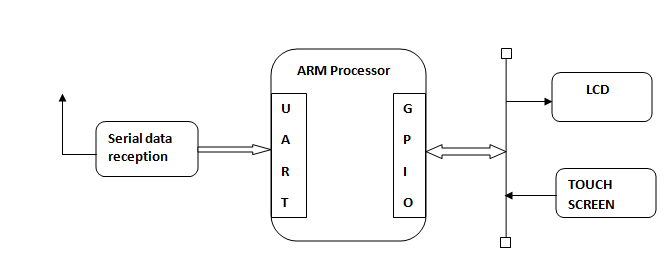 ARM Processor
Serial data
reception
U
A
R
T
G
P
I
O
LCD
TOUCH
SCREEN